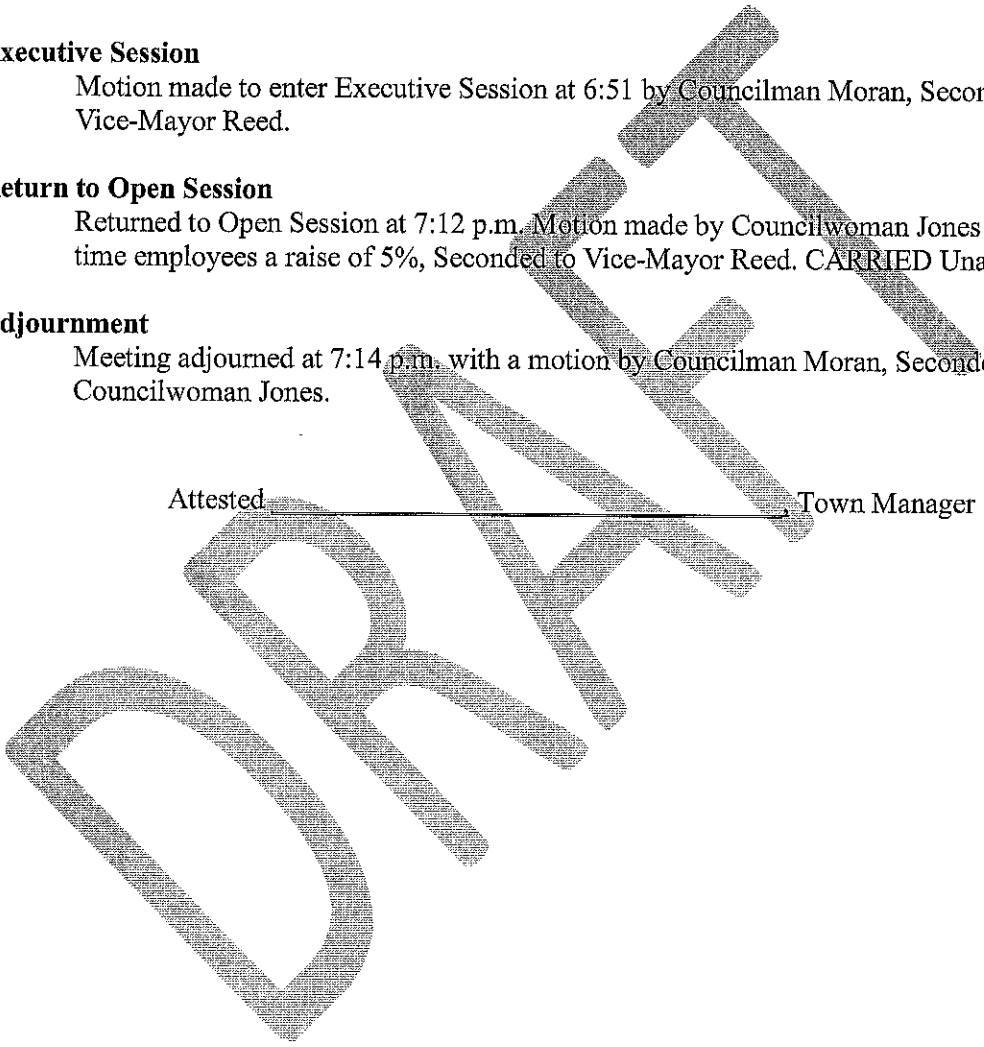 xecutive Session
Motion made to enter Executive Session at 6:51 by Councilman Moran, Secon
Vice-Mayor Reed.
eturn to Open Session
Returned to Open Session at 7:12 p.m. Motion made by Councilwoman Jones
time employees a raise of 5%, Seconded to Vice-Mayor Reed. CARRIED Una
djournment
Meeting adjourned at 7:14 p.m. with a motion by Councilman Moran, Seconde
Councilwoman Jones.
Attested , Town Manager
DRAFT